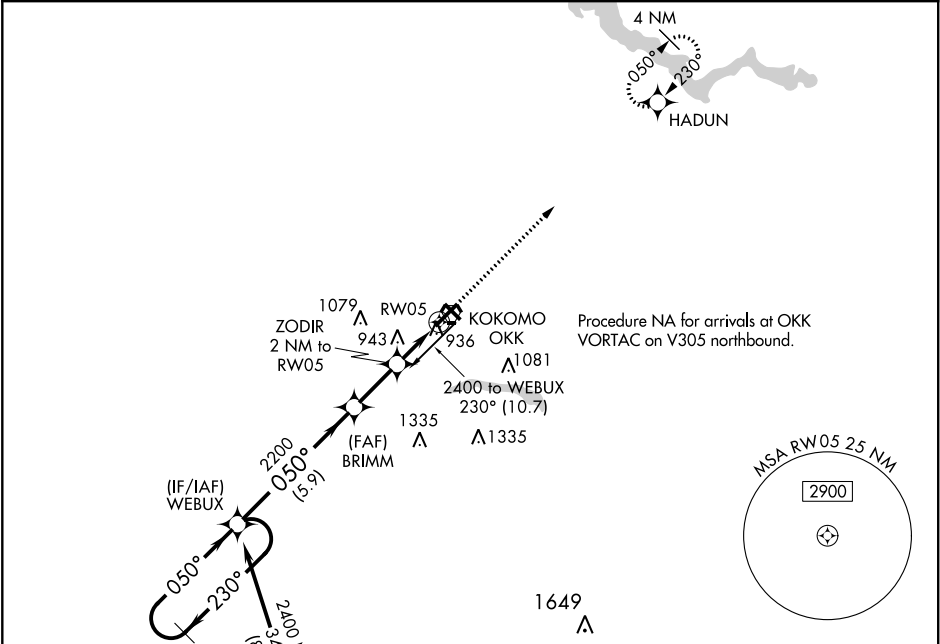 4 NM
050°
230°
HADUN
1079
RW05
KOKOMO
OKK
ZODIR
2 NM to
RW05
943
936
Procedure NA for arrivals at OKK
VORTAC on V305 northbound.
1081
2400 to WEBUX
230° (10.7)
(FAF)
BRIMM
1335
1335
2200
050°
(5.9)
MSA RW05 25 NM
2900
(IF/IAF)
WEBUX
050°
230°
2400
1649